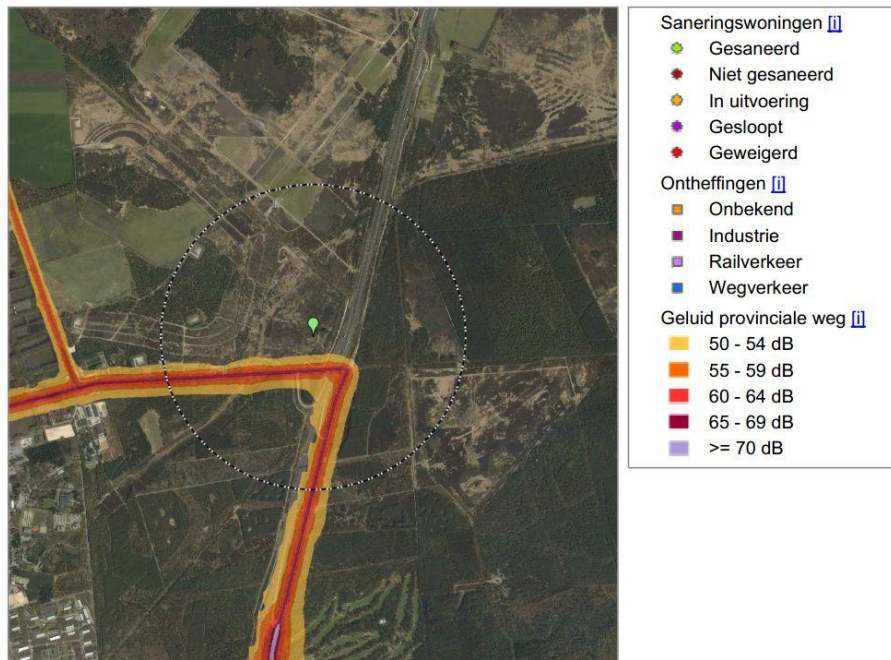 Saneringswoningen [i]
Gesaneerd
Niet gesaneerd
In uitvoering
Gesloopt
Geweigerd
Ontheffingen [i]
Onbekend
Industrie
Railverkeer
Wegverkeer
Geluid provinciale weg [i]
50 - 54 dB
55 - 59 dB
60 - 64 dB
65 - 69 dB
>= 70 dB